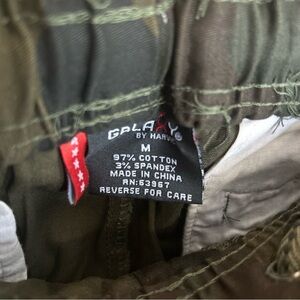 GALAXY
BY HARVIC
M
97% COTTON
3% SPANDEX
MADE IN CHINA
RN:53967
REVERSE FOR CARE